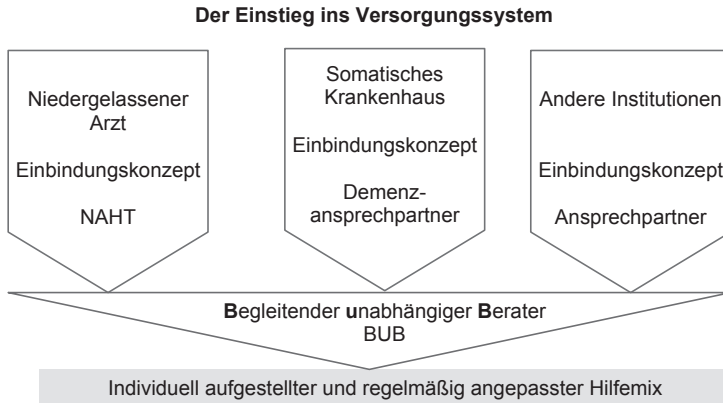 Der Einstieg ins Versorgungssystem
Niedergelassener
Arzt
Einbindungskonzept
NAHT
Somatisches
Krankenhaus
Einbindungskonzept
Demenz-
ansprechpartner
Andere Institutionen
Einbindungskonzept
Ansprechpartner
Begleitender unabhängiger Berater
BUB
Individuell aufgestellter und regelmäßig angepasster Hilfemix